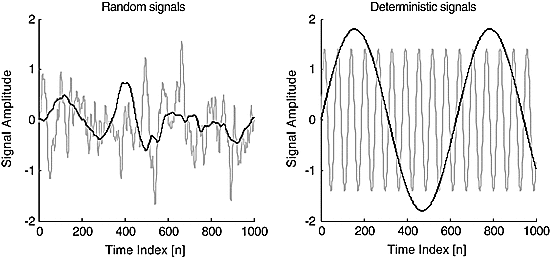 Random signals
Deterministic signals
Signal Amplitude
2
1
0
-1
-2
0 200 400 600 800 1000
Time Index [n]
Signal Amplitude
2
1
0
-1
-2
0 200 400 600 800 1000
Time Index [n]